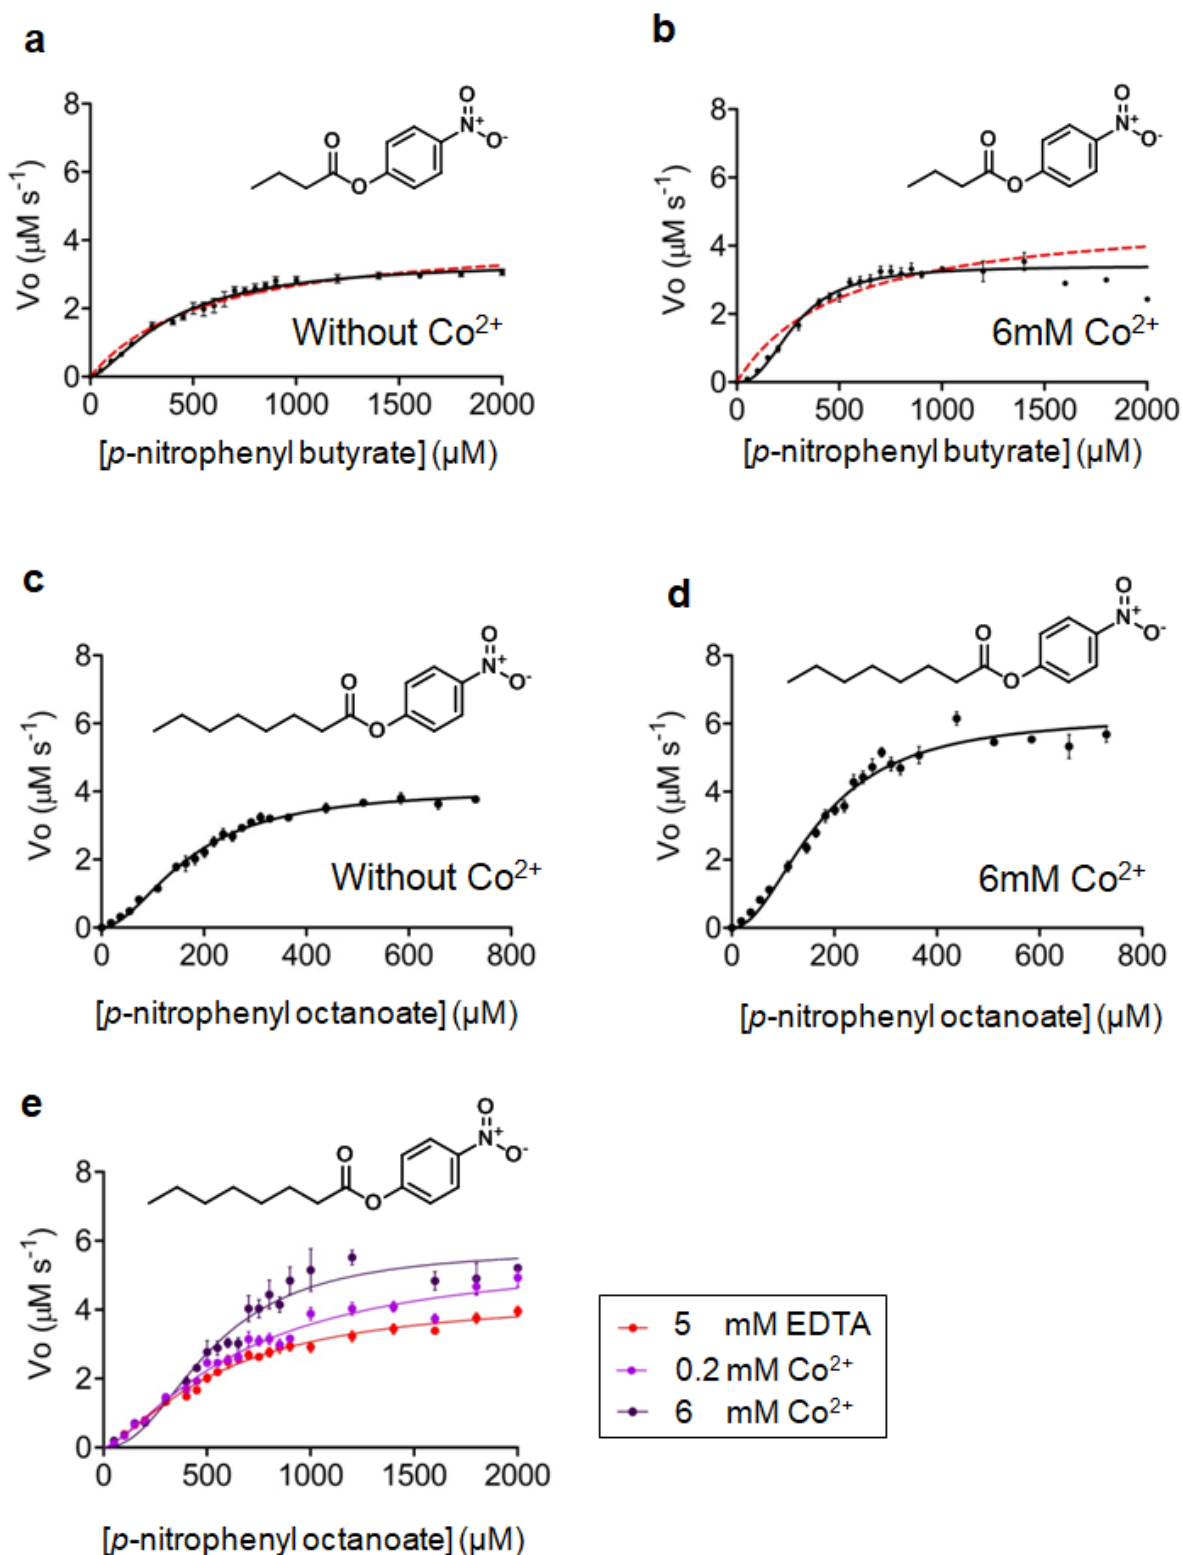 a
b
8
6
4
2
0
Vo (µM s⁻¹)
O
O
O
N⁺
O⁻
Without Co²⁺
0 500 1000 1500 2000
[p-nitrophenyl butyrate] (µM)
8
6
4
2
0
Vo (µM s⁻¹)
O
O
O
N⁺
O⁻
6mM Co²⁺
0 500 1000 1500 2000
[p-nitrophenyl butyrate] (µM)
c
d
8
6
4
2
0
Vo (µM s⁻¹)
O
O
O
N⁺
O⁻
Without Co²⁺
0 200 400 600 800
[p-nitrophenyl octanoate] (µM)
8
6
4
2
0
Vo (µM s⁻¹)
O
O
O
N⁺
O⁻
6mM Co²⁺
0 200 400 600 800
[p-nitrophenyl octanoate] (µM)
e
8
6
4
2
0
Vo (µM s⁻¹)
O
O
O
N⁺
O⁻
0 500 1000 1500 2000
[p-nitrophenyl octanoate] (µM)
5 mM EDTA
0.2 mM Co²⁺
6 mM Co²⁺